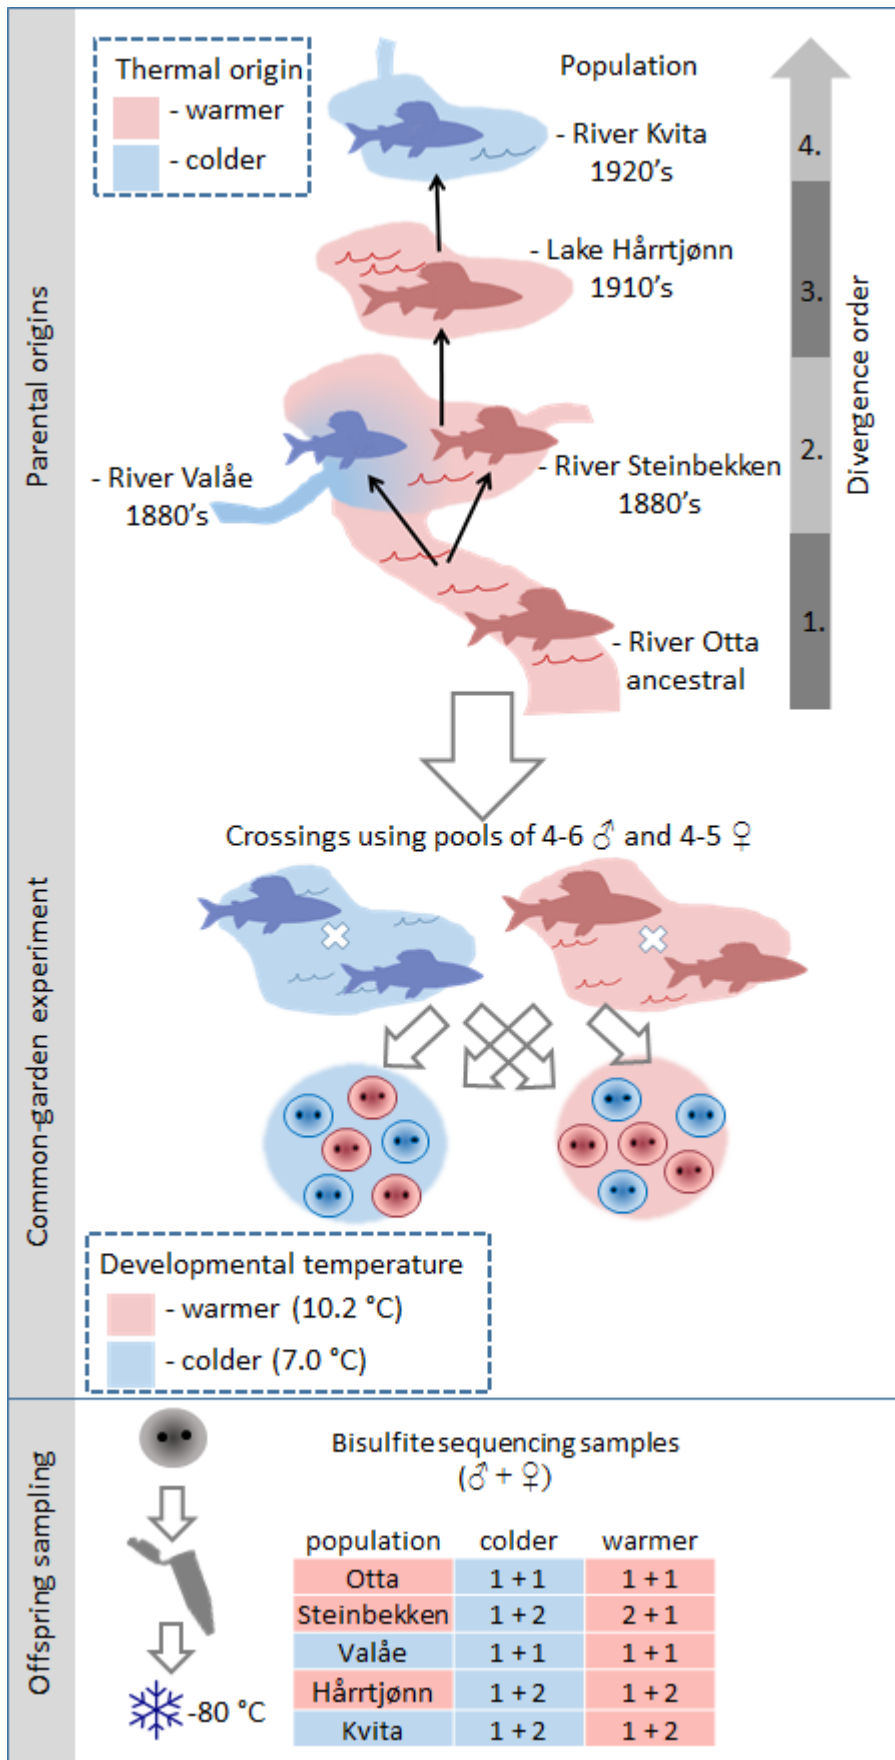 Parental origins
Thermal origin
- warmer
- colder
Population
- River Kvita
1920's
- Lake Hårrtjønn
1910's
- River Valåe
1880's
- River Steinbekken
1880's
- River Otta
ancestral
4.
3.
2.
1.
Divergence order
Common-garden experiment
Crossings using pools of 4-6 ♂ and 4-5 ♀
Developmental temperature
- warmer (10.2 °C)
- colder (7.0 °C)
Offspring sampling
-80 °C
Bisulfite sequencing samples
(♂ + ♀)
population colder warmer
Otta 1 + 1 1 + 1
Steinbekken 1 + 2 2 + 1
Valåe 1 + 1 1 + 1
Hårrtjønn 1 + 2 1 + 2
Kvita 1 + 2 1 + 2